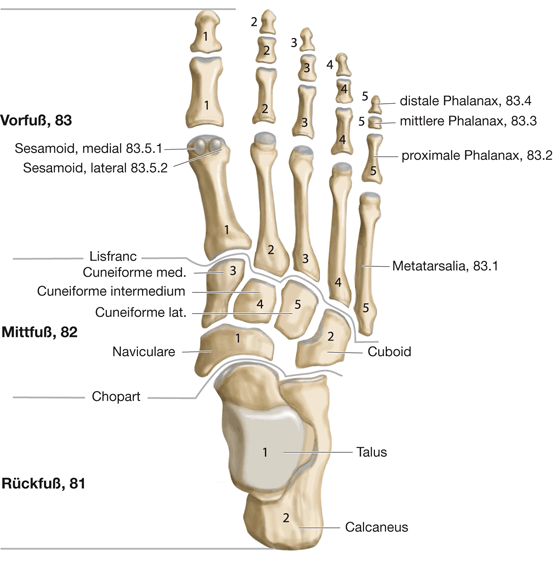 1
2
3
4
5
2
3
4
5
1
2
3
4
5
distale Phalanax, 83.4
mittlere Phalanax, 83.3
Vorfuß, 83
Sesamoid, medial 83.5.1
Sesamoid, lateral 83.5.2
proximale Phalanax, 83.2
1
2
3
4
5
Metatarsalia, 83.1
Lisfranc
Cuneiforme med.
3
Cuneiforme intermedium
4
5
Cuneiforme lat.
Mittfuß, 82
1
2
Naviculare
Cuboid
Chopart
1
Talus
Rückfuß, 81
2
Calcaneus